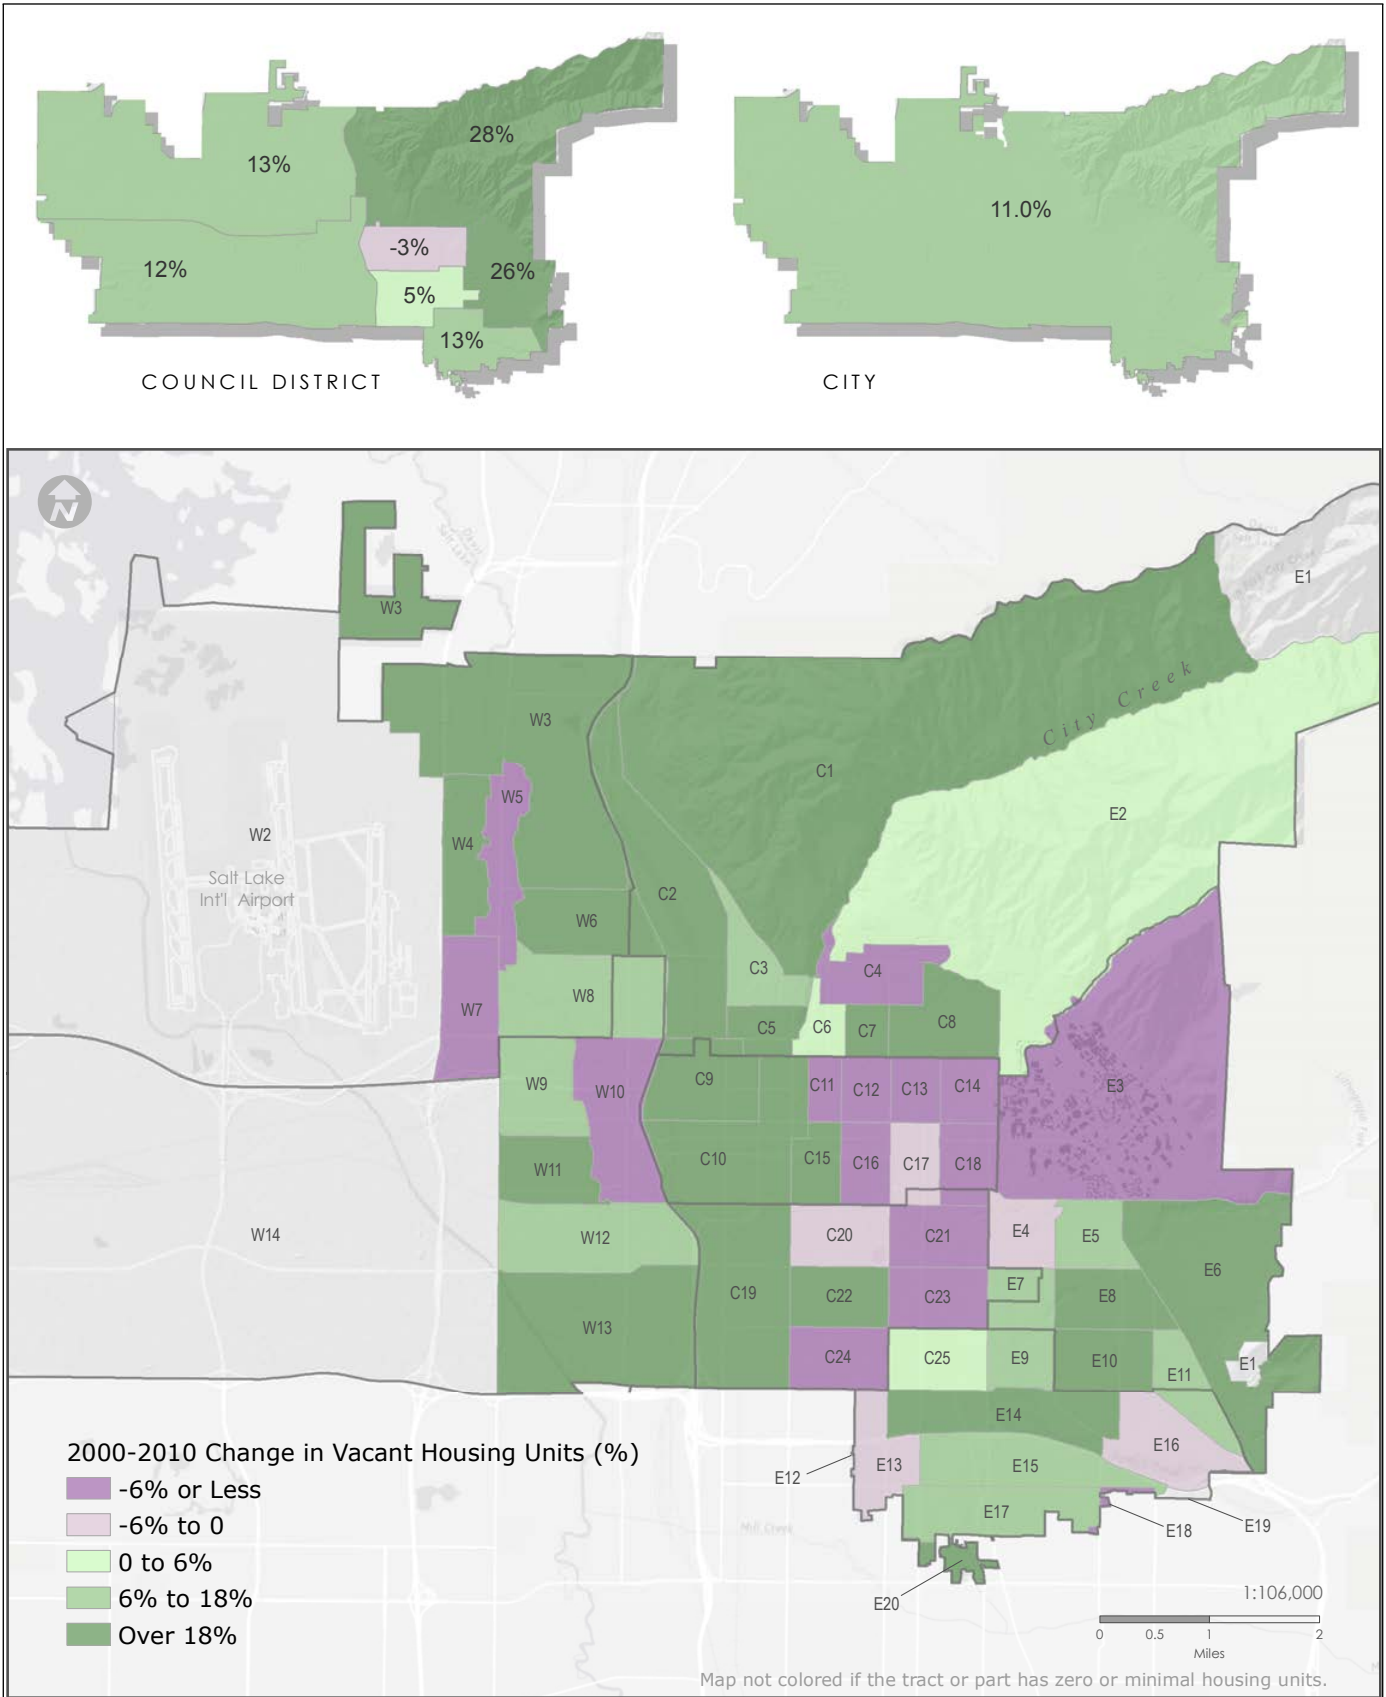 28%
13%
-3%
12%
26%
5%
13%
COUNCIL DISTRICT
11.0%
CITY
N
Davis
Salt Lake
E1
W3
City Creek
W3
C1
W5
E2
W2
W4
Salt Lake
Int'l Airport
C2
W6
C3
C4
W8
W7
C5
C6
C7
C8
C9
W9
W10
C11
C12
C13
C14
E3
C10
C15
C16
C17
C18
W11
W14
W12
C20
C21
E4
E5
E6
C19
C22
C23
E7
E8
W13
C24
C25
E9
E10
E11
E1
E14
2000-2010 Change in Vacant Housing Units (%)
-6% or Less
-6% to 0
0 to 6%
6% to 18%
Over 18%
E12
E13
E15
E16
E17
Mill Creek
E18
E19
E20
1:106,000
0 0.5 1 2
Miles
Map not colored if the tract or part has zero or minimal housing units.